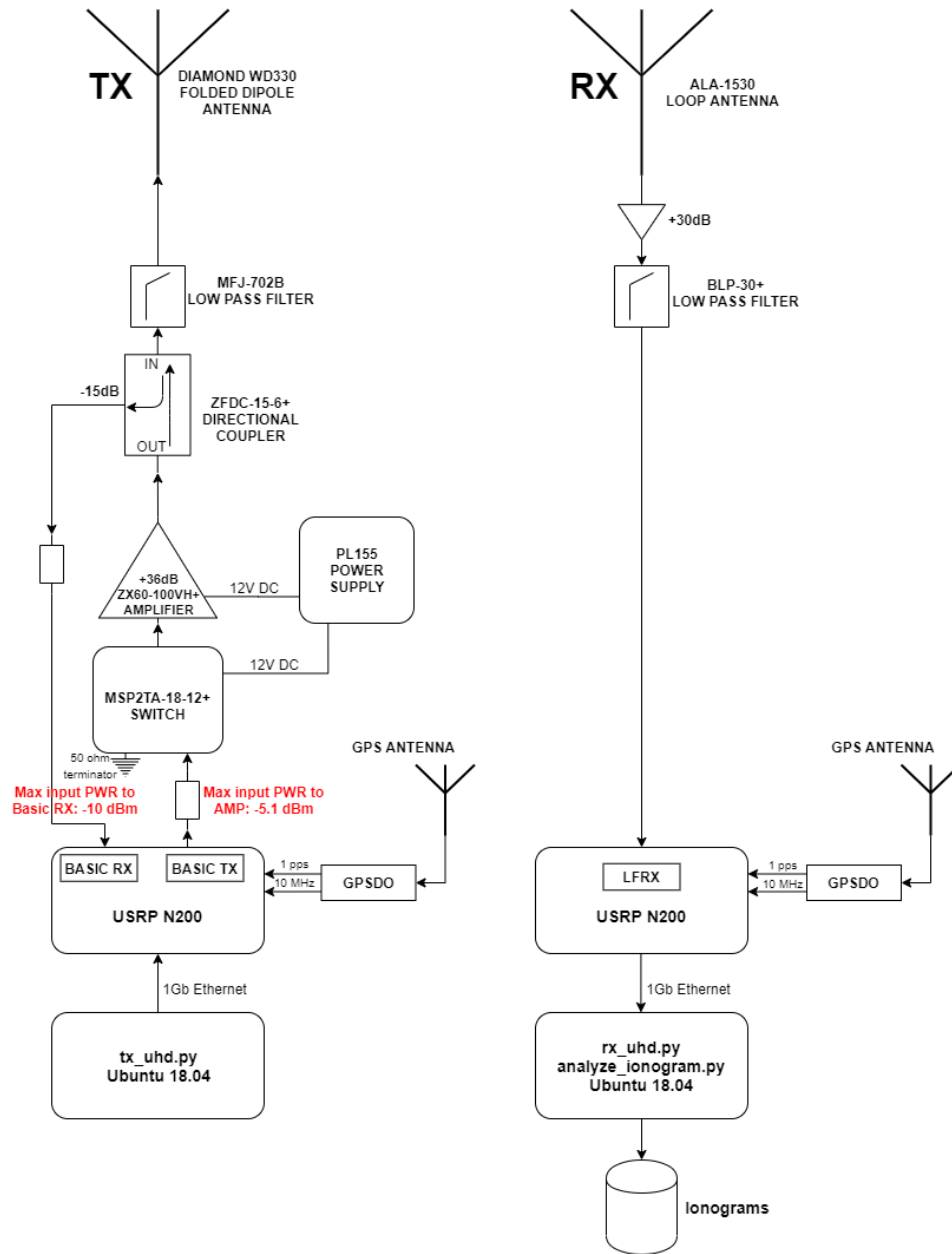 TX
DIAMOND WD330
FOLDED DIPOLE
ANTENNA
RX
ALA-1530
LOOP ANTENNA
+30dB
MFJ-702B
LOW PASS FILTER
BLP-30+
LOW PASS FILTER
IN
-15dB
ZFDC-15-6+
DIRECTIONAL
COUPLER
OUT
PL155
POWER
SUPPLY
+36dB
ZX60-100VH+
AMPLIFIER
12V DC
12V DC
MSP2TA-18-12+
SWITCH
50 ohm
terminator
GPS ANTENNA
GPS ANTENNA
Max input PWR to
Basic RX: -10 dBm
Max input PWR to
AMP: -5.1 dBm
BASIC RX
BASIC TX
1 pps
10 MHz
GPSDO
USRP N200
LFRX
1 pps
10 MHz
GPSDO
USRP N200
1Gb Ethernet
1Gb Ethernet
tx_uhd.py
Ubuntu 18.04
rx_uhd.py
analyze_ionogram.py
Ubuntu 18.04
Ionograms